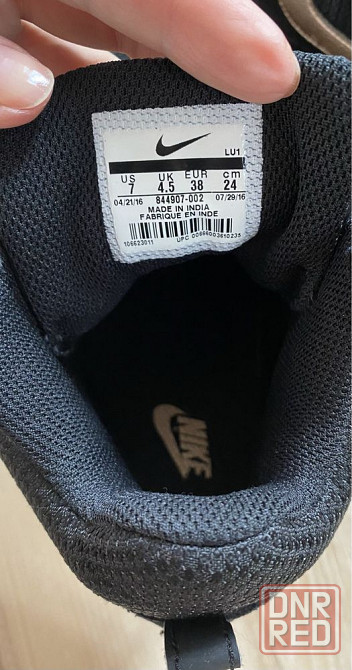 LU1
US UK EUR cm
7 4.5 38 24
04/21/16 844907-002 07/29/16
MADE IN INDIA
FABRIQUE EN INDE
106623011 UPC
NIKE
DNR
RED